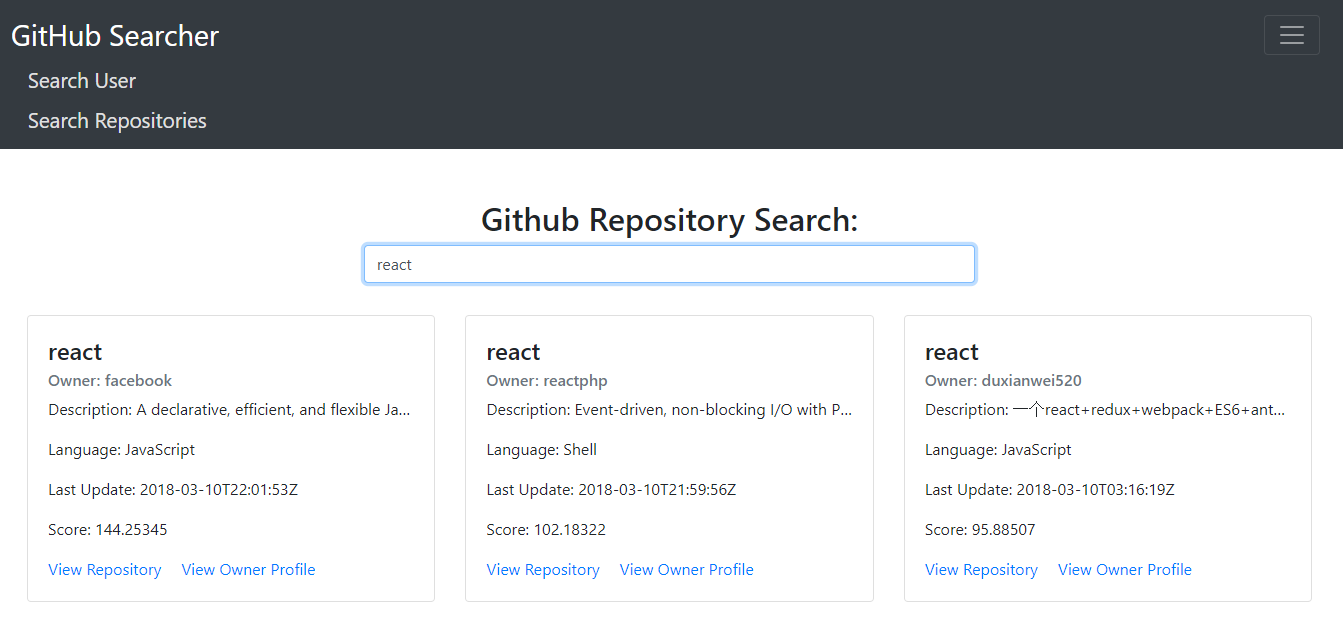 GitHub Searcher
Search User
Search Repositories
Github Repository Search:
react
react
Owner: facebook
Description: A declarative, efficient, and flexible Ja...
Language: JavaScript
Last Update: 2018-03-10T22:01:53Z
Score: 144.25345
View Repository View Owner Profile
react
Owner: reactphp
Description: Event-driven, non-blocking I/O with P...
Language: Shell
Last Update: 2018-03-10T21:59:56Z
Score: 102.18322
View Repository View Owner Profile
react
Owner: duxianwei520
Description: 一个react+redux+webpack+ES6+ant...
Language: JavaScript
Last Update: 2018-03-10T03:16:19Z
Score: 95.88507
View Repository View Owner Profile